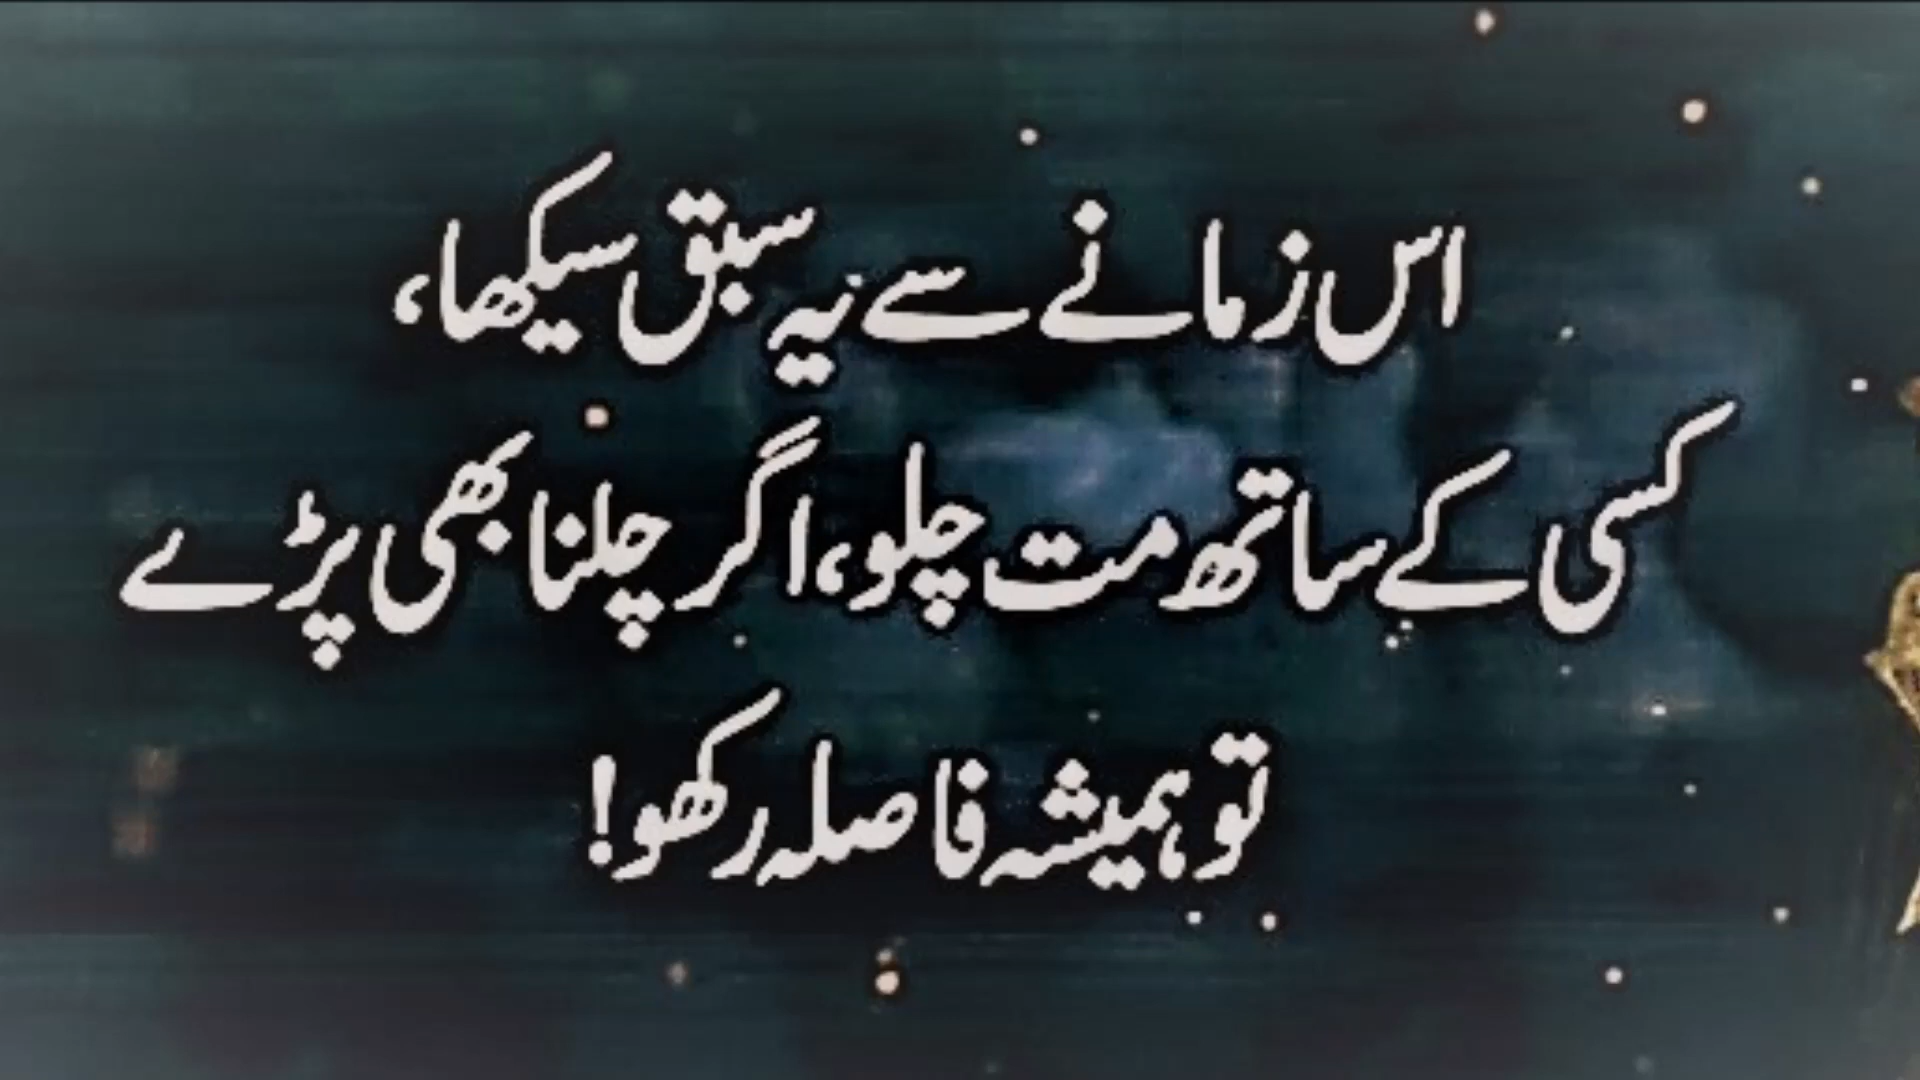 اس زمانے سے یہ سبق سیکھا،
کسی کے ساتھ مت چلو، اگر چلنا بھی پڑے
تو ہمیشہ فاصلہ رکھو!